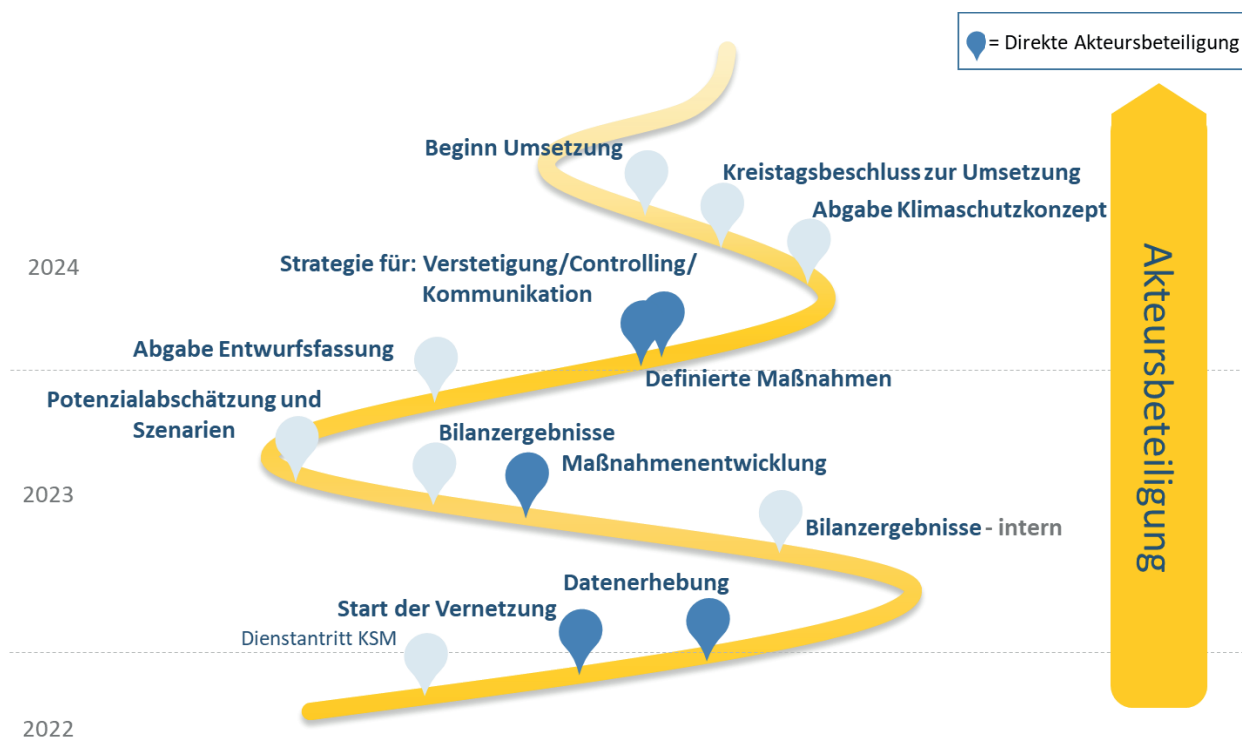 = Direkte Akteursbeteiligung
Beginn Umsetzung
Kreistagsbeschluss zur Umsetzung
Abgabe Klimaschutzkonzept
2024
Strategie für: Verstetigung/Controlling/
Kommunikation
Abgabe Entwurfsfassung
Definierte Maßnahmen
Potenzialabschätzung und
Szenarien
Bilanzergebnisse
Maßnahmenentwicklung
2023
Bilanzergebnisse - intern
Datenerhebung
Start der Vernetzung
Dienstantritt KSM
2022
Akteursbeteiligung